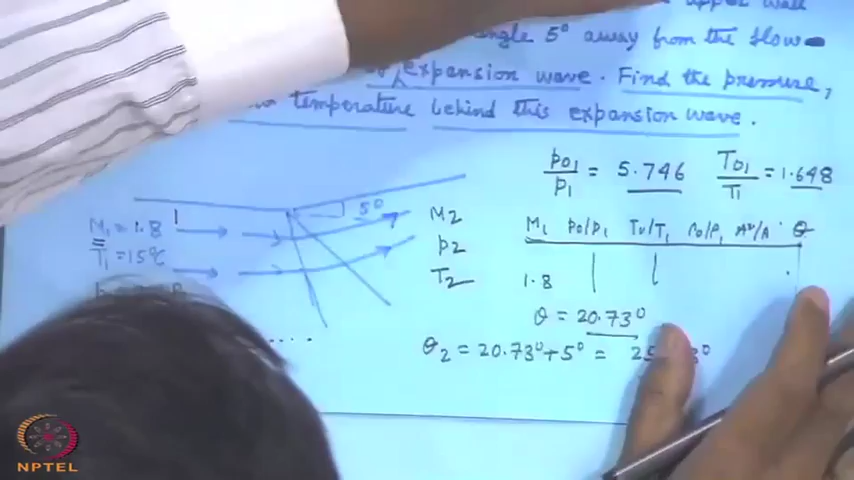 upper wall
angle 5° away from the flow
expansion wave. Find the pressure,
temperature behind this expansion wave.
p01/p1 = 5.746 T01/T1 = 1.648
5°
M1 = 1.8 1
T1 = 15°C
M2
p2
T2
M1 p0/p1 T0/T1 ρ0/ρ1 A*/A θ
1.8
θ = 20.73°
θ2 = 20.73° + 5° =
NPTEL